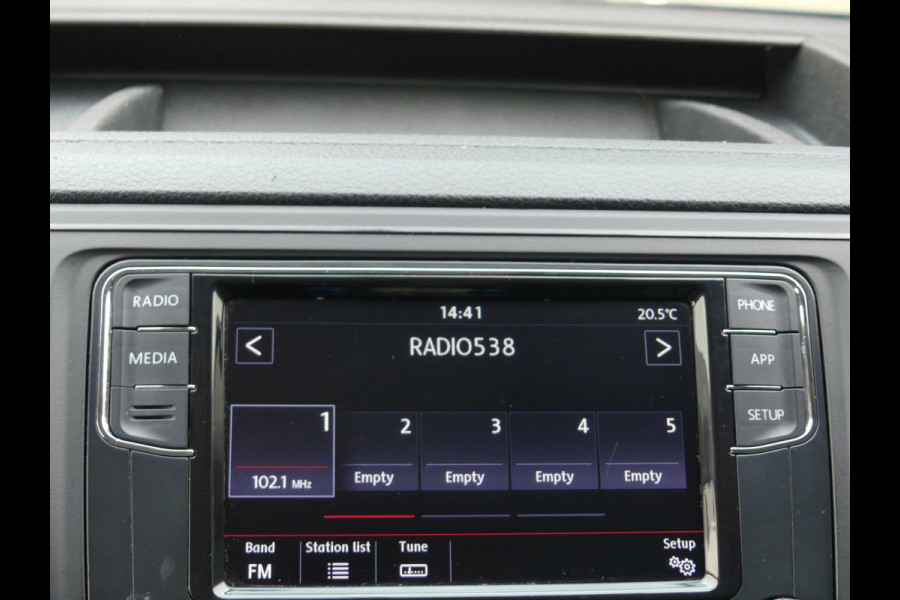 14:41 20.5°C
RADIO
PHONE
< RADIO538 >
MEDIA
APP
SETUP
1 2 3 4 5
102.1 MHz Empty Empty Empty Empty
Band Station list Tune Setup
FM